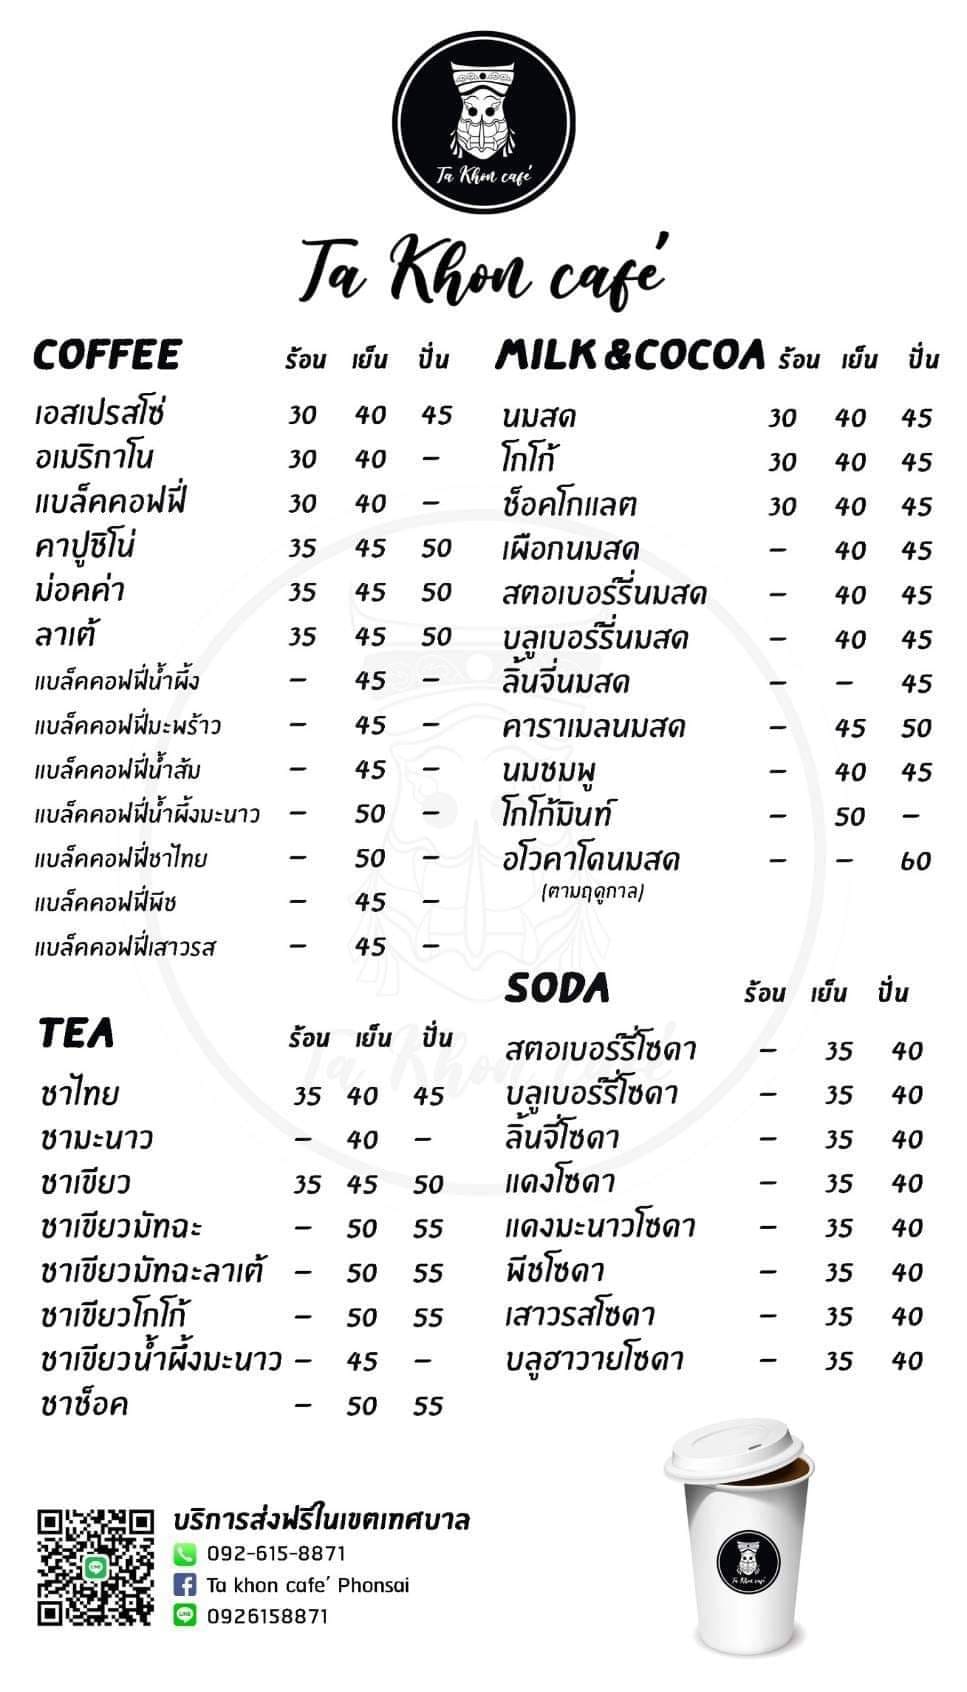 Ta Khon café
Ta Khon café
COFFEE ร้อน เย็น ปั่น
เอสเปรสโซ่ 30 40 45
อเมริกาโน 30 40 –
แบล็คคอฟฟี่ 30 40 –
คาปูชิโน่ 35 45 50
ม่อคค่า 35 45 50
ลาเต้ 35 45 50
แบล็คคอฟฟี่น้ำผึ้ง – 45 –
แบล็คคอฟฟี่มะพร้าว – 45 –
แบล็คคอฟฟี่น้ำส้ม – 45 –
แบล็คคอฟฟี่น้ำผึ้งมะนาว – 50 –
แบล็คคอฟฟี่ชาไทย – 50 –
แบล็คคอฟฟี่พีช – 45 –
แบล็คคอฟฟี่เสาวรส – 45 –
TEA ร้อน เย็น ปั่น
ชาไทย 35 40 45
ชามะนาว – 40 –
ชาเขียว 35 45 50
ชาเขียวมัทฉะ – 50 55
ชาเขียวมัทฉะลาเต้ – 50 55
ชาเขียวโกโก้ – 50 55
ชาเขียวน้ำผึ้งมะนาว – 45 –
ชาช็อค – 50 55
MILK &COCOA ร้อน เย็น ปั่น
นมสด 30 40 45
โกโก้ 30 40 45
ช็อคโกแลต 30 40 45
เผือกนมสด – 40 45
สตอเบอร์รี่นมสด – 40 45
บลูเบอร์รี่นมสด – 40 45
ลิ้นจี่นมสด – – 45
คาราเมลนมสด – 45 50
นมชมพู – 40 45
โกโก้มินท์ – 50 –
อโวคาโดนมสด – – 60
(ตามฤดูกาล)
SODA ร้อน เย็น ปั่น
สตอเบอร์รี่โซดา – 35 40
บลูเบอร์รี่โซดา – 35 40
ลิ้นจี่โซดา – 35 40
แดงโซดา – 35 40
แดงมะนาวโซดา – 35 40
พีชโซดา – 35 40
เสาวรสโซดา – 35 40
บลูฮาวายโซดา – 35 40
Ta Khon café
บริการส่งฟรีในเขตเทศบาล
092-615-8871
Ta khon cafe´ Phonsai
LINE 0926158871
LINE
Ta Khon café